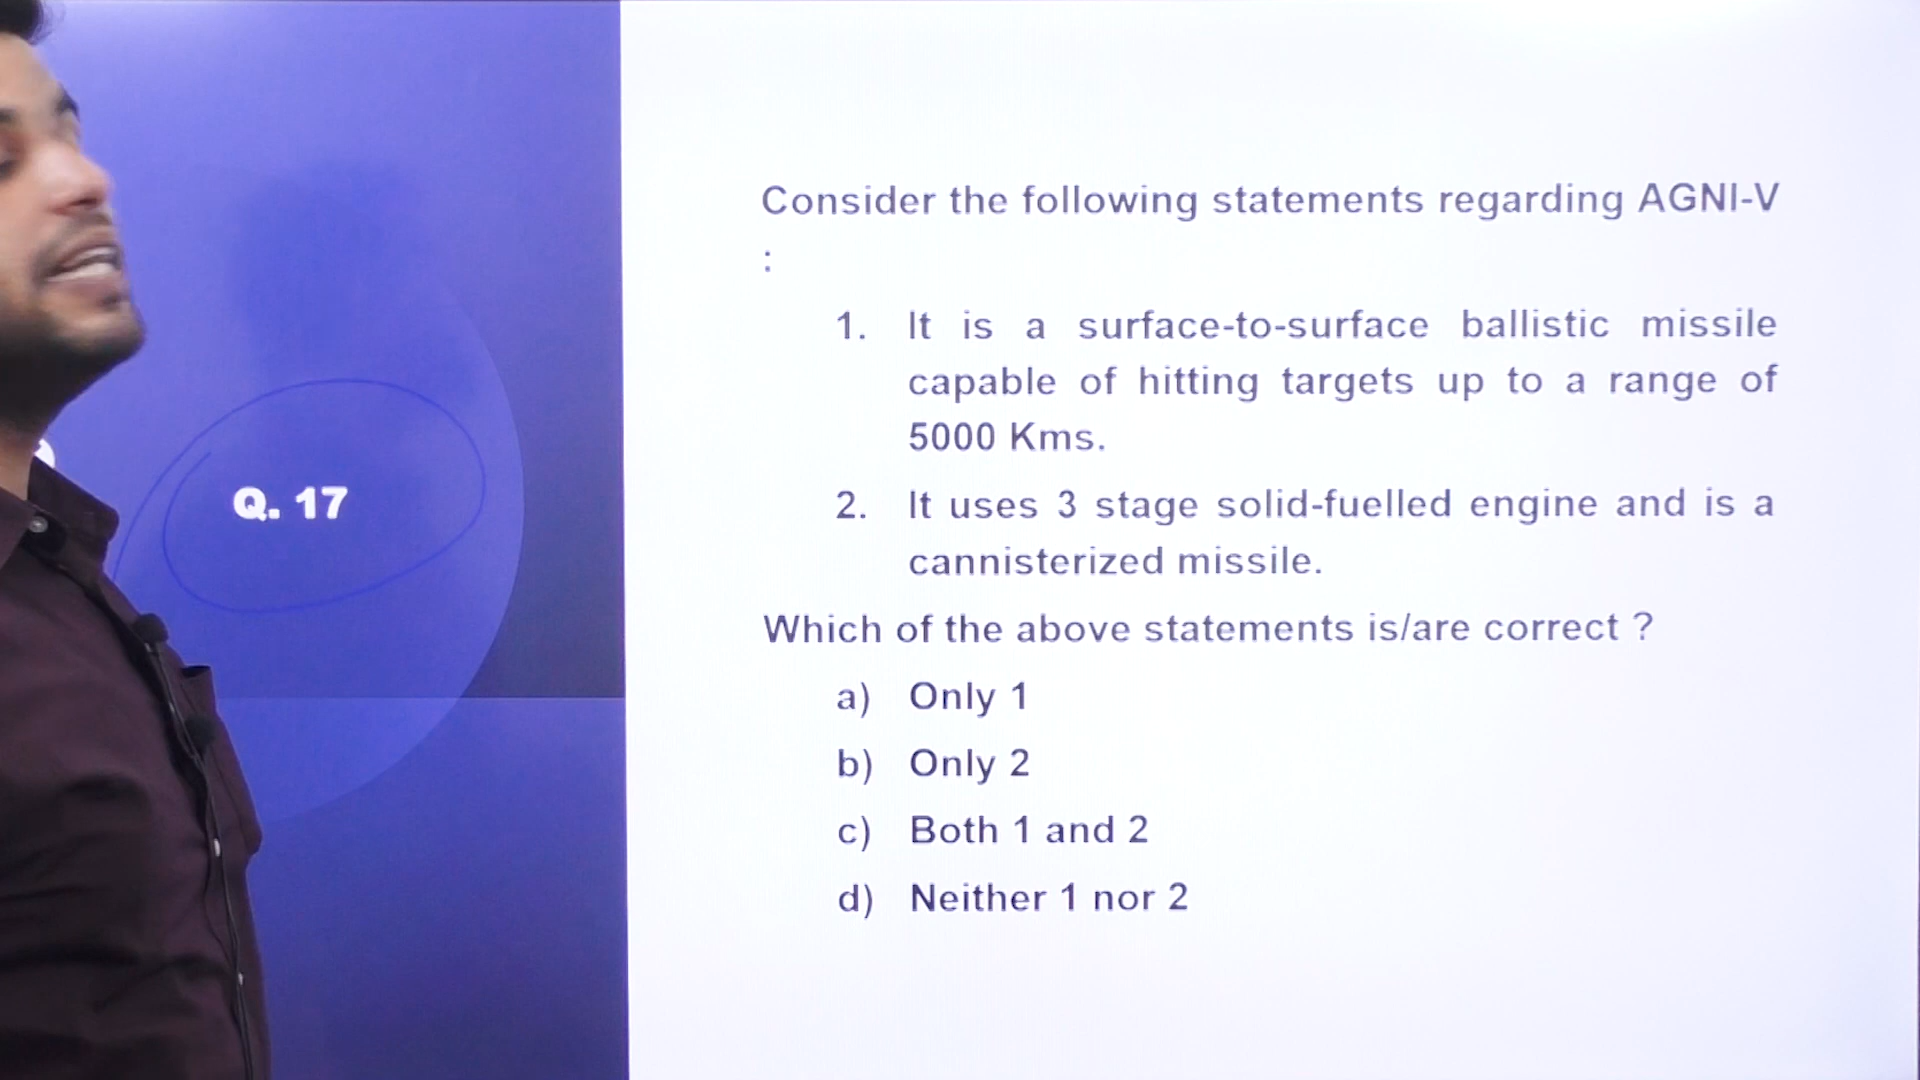 Q. 17
Consider the following statements regarding AGNI-V
:
1. It is a surface-to-surface ballistic missile
capable of hitting targets up to a range of
5000 Kms.
2. It uses 3 stage solid-fuelled engine and is a
cannisterized missile.
Which of the above statements is/are correct ?
a) Only 1
b) Only 2
c) Both 1 and 2
d) Neither 1 nor 2